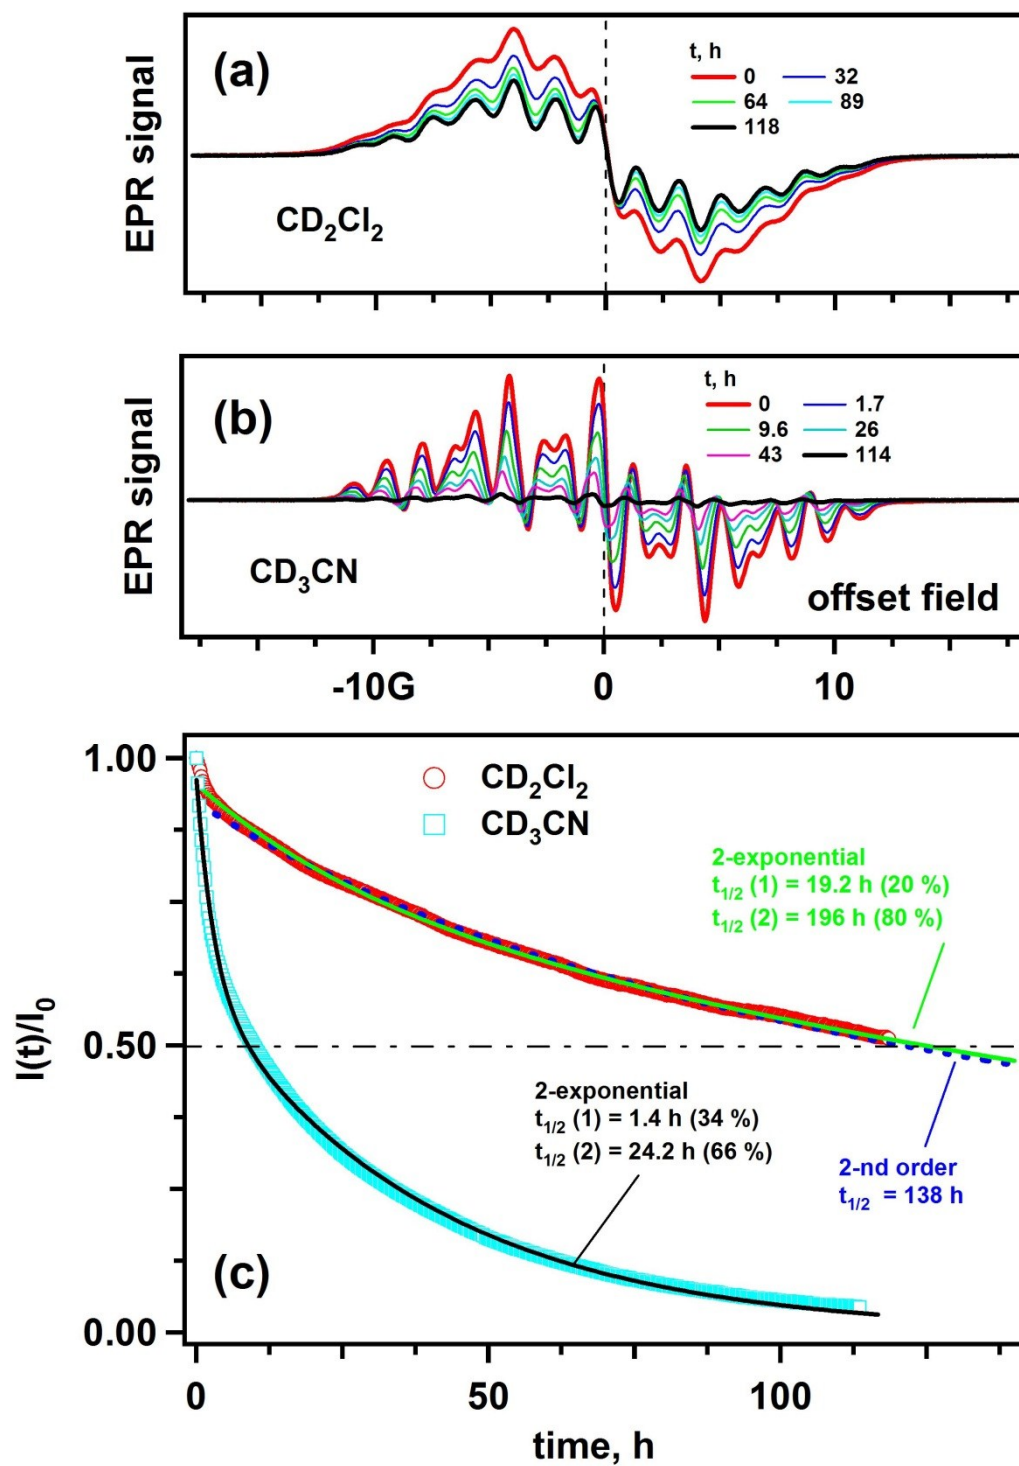 (a)
EPR signal
t, h
0 32
64 89
118
CD₂Cl₂
(b)
EPR signal
t, h
0 1.7
9.6 26
43 114
CD₃CN
offset field
-10G 0 10
1.00
CD₂Cl₂
CD₃CN
2-exponential
t₁/₂ (1) = 19.2 h (20 %)
t₁/₂ (2) = 196 h (80 %)
I(t)/I₀
0.50
2-exponential
t₁/₂ (1) = 1.4 h (34 %)
t₁/₂ (2) = 24.2 h (66 %)
2-nd order
t₁/₂ = 138 h
(c)
0.00
0 50 100
time, h